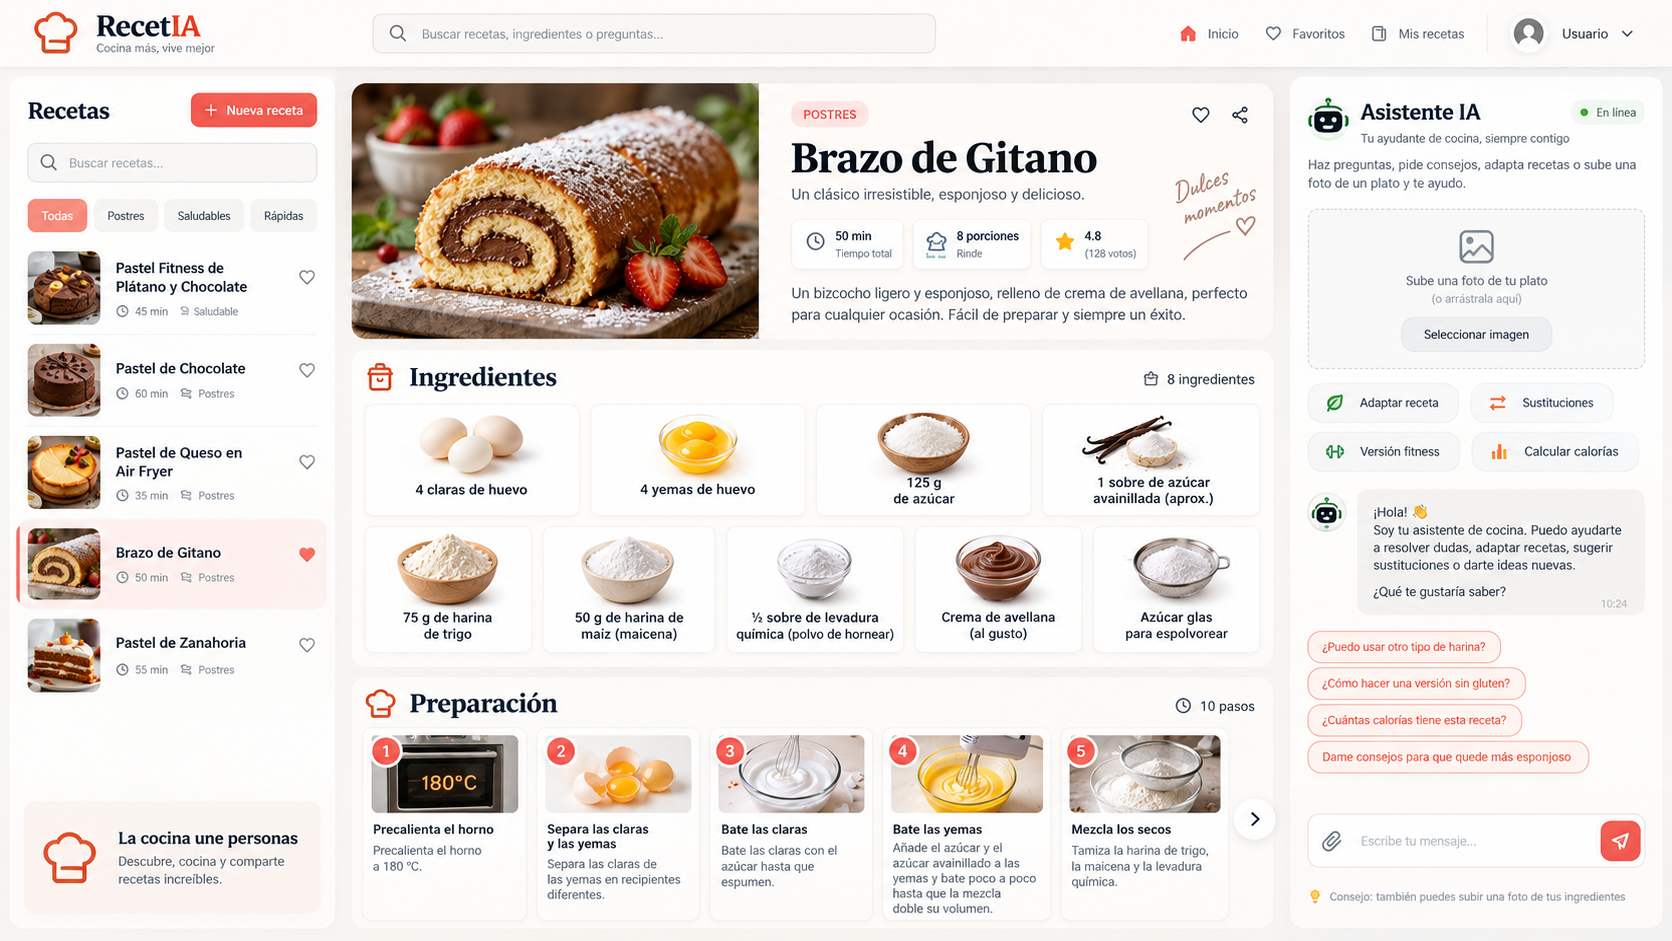 RecetIA
Cocina más, vive mejor
Buscar recetas, ingredientes o preguntas...
Inicio
Favoritos
Mis recetas
Usuario
Recetas
+ Nueva receta
Buscar recetas...
Todas
Postres
Saludables
Rápidas
Pastel Fitness de
Plátano y Chocolate
45 min
Saludable
Pastel de Chocolate
60 min
Postres
Pastel de Queso en
Air Fryer
35 min
Postres
Brazo de Gitano
50 min
Postres
Pastel de Zanahoria
55 min
Postres
La cocina une personas
Descubre, cocina y comparte
recetas increíbles.
POSTRES
Brazo de Gitano
Un clásico irresistible, esponjoso y delicioso.
Dulces
momentos
50 min
Tiempo total
8 porciones
Rinde
4.8
(128 votos)
Un bizcocho ligero y esponjoso, relleno de crema de avellana, perfecto
para cualquier ocasión. Fácil de preparar y siempre un éxito.
Ingredientes
8 ingredientes
4 claras de huevo
4 yemas de huevo
125 g
de azúcar
1 sobre de azúcar
avainillada (aprox.)
75 g de harina
de trigo
50 g de harina de
maiz (maicena)
½ sobre de levadura
química (polvo de hornear)
Crema de avellana
(al gusto)
Azúcar glas
para espolvorear
Preparación
10 pasos
1
180°C
Precalienta el horno
Precalienta el horno
a 180 °C.
2
Separa las claras
y las yemas
Separa las claras de
las yemas en recipientes
diferentes.
3
Bate las claras
Bate las claras con el
azúcar hasta que
espumen.
4
Bate las yemas
Añade el azúcar y el
azúcar avainillado a las
yemas y bate poco a poco
hasta que la mezcla
doble su volumen.
5
Mezcla los secos
Tamiza la harina de trigo,
la maicena y la levadura
química.
Asistente IA
En línea
Tu ayudante de cocina, siempre contigo
Haz preguntas, pide consejos, adapta recetas o sube una
foto de un plato y te ayudo.
Sube una foto de tu plato
(o arrástrala aquí)
Seleccionar imagen
Adaptar receta
Sustituciones
Versión fitness
Calcular calorías
¡Hola! 👋
Soy tu asistente de cocina. Puedo ayudarte
a resolver dudas, adaptar recetas, sugerir
sustituciones o darte ideas nuevas.
¿Qué te gustaría saber?
10:24
¿Puedo usar otro tipo de harina?
¿Cómo hacer una versión sin gluten?
¿Cuántas calorías tiene esta receta?
Dame consejos para que quede más esponjoso
Escribe tu mensaje...
Consejo: también puedes subir una foto de tus ingredientes